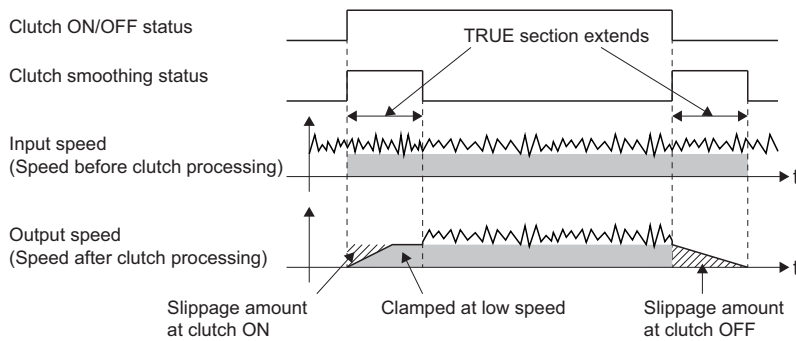 Clutch ON/OFF status
TRUE section extends
Clutch smoothing status
Input speed
(Speed before clutch processing)
t
Output speed
(Speed after clutch processing)
t
Slippage amount
at clutch ON
Clamped at low speed
Slippage amount
at clutch OFF